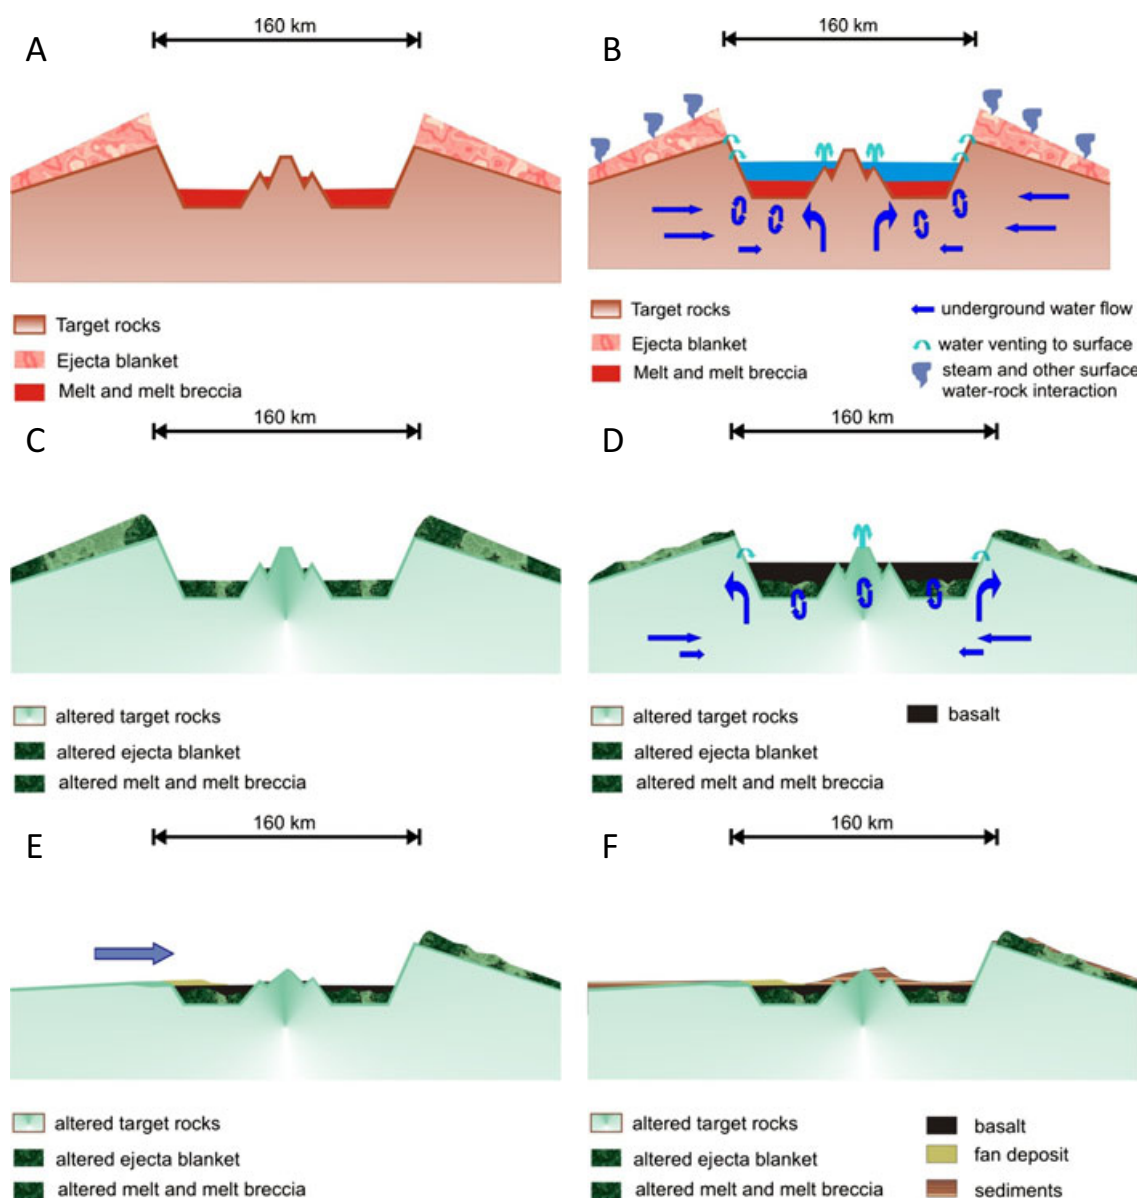 160 km
A
Target rocks
Ejecta blanket
Melt and melt breccia
160 km
B
Target rocks
Ejecta blanket
Melt and melt breccia
underground water flow
water venting to surface
steam and other surface
water-rock interaction
160 km
C
altered target rocks
altered ejecta blanket
altered melt and melt breccia
160 km
D
altered target rocks
altered ejecta blanket
altered melt and melt breccia
basalt
160 km
E
altered target rocks
altered ejecta blanket
altered melt and melt breccia
160 km
F
altered target rocks
altered ejecta blanket
altered melt and melt breccia
basalt
fan deposit
sediments